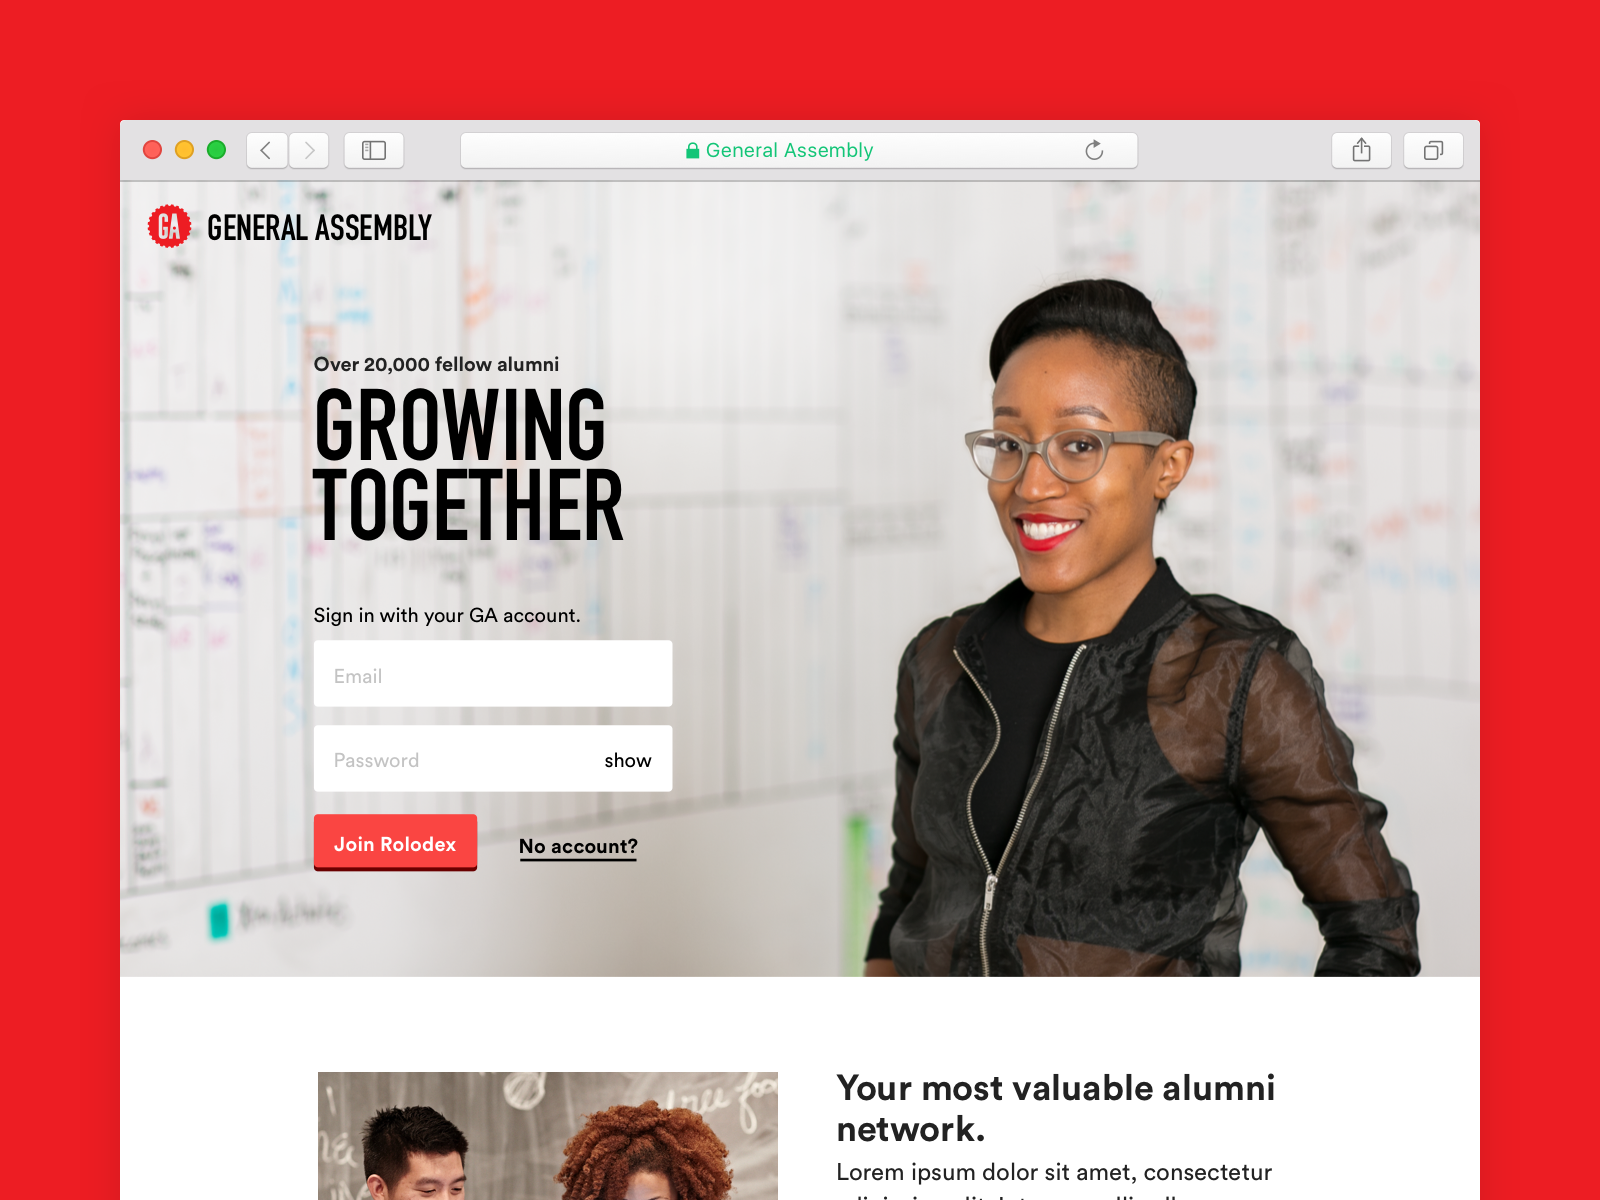 General Assembly
GA GENERAL ASSEMBLY
Over 20,000 fellow alumni
GROWING
TOGETHER
Sign in with your GA account.
Email
Password show
Join Rolodex No account?
Your most valuable alumni
network.
Lorem ipsum dolor sit amet, consectetur